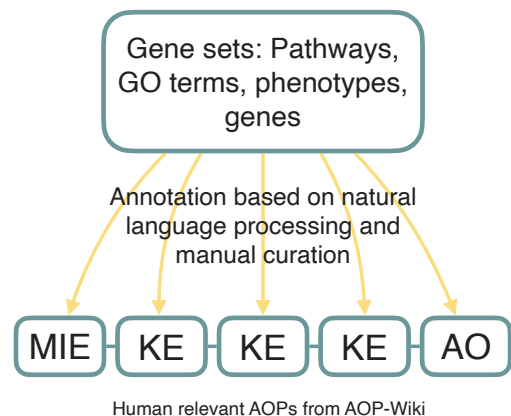 Gene sets: Pathways,
GO terms, phenotypes,
genes
Annotation based on natural
language processing and
manual curation
MIE KE KE KE AO
Human relevant AOPs from AOP-Wiki